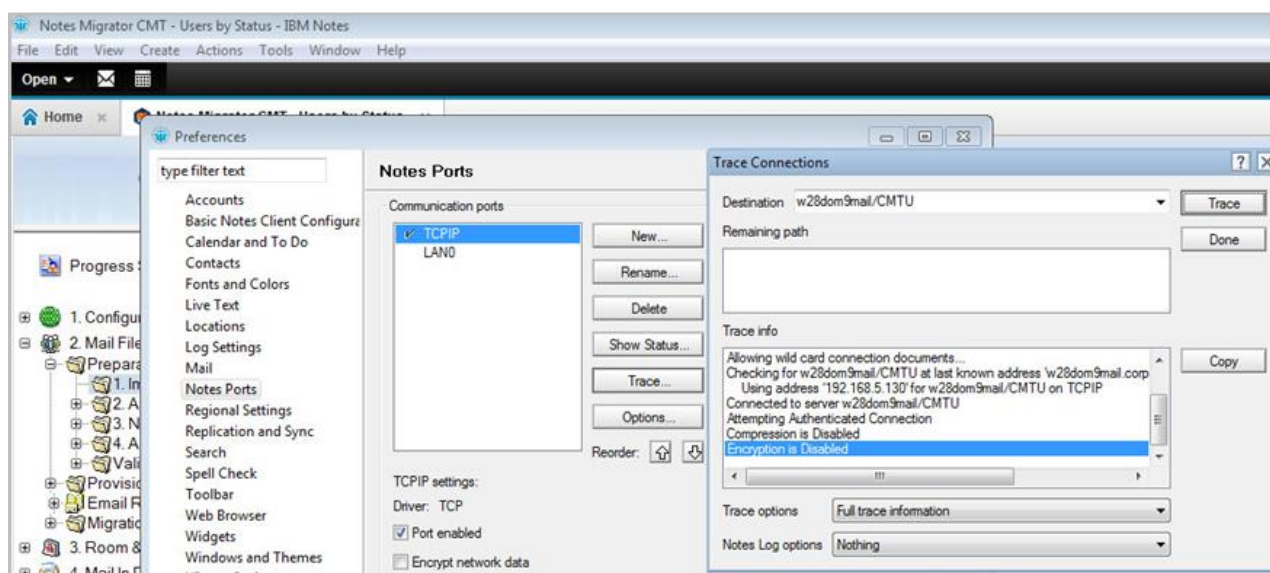 Notes Migrator CMT - Users by Status - IBM Notes
File Edit View Create Actions Tools Window Help
Open
Home
Preferences
type filter text
Accounts
Basic Notes Client Configura
Calendar and To Do
Contacts
Fonts and Colors
Live Text
Locations
Log Settings
Mail
Notes Ports
Regional Settings
Replication and Sync
Search
Spell Check
Toolbar
Web Browser
Widgets
Windows and Themes
Progress
1. Configu
2. Mail File
Prepara
1. In
2. A
3. N
4. A
Vali
Provisio
Email R
Migratio
3. Room &
Notes Ports
Communication ports
TCPIP
LAN0
New...
Rename...
Delete
Show Status...
Trace...
Options...
Reorder:
TCPIP settings:
Driver: TCP
Port enabled
Encrypt network data
Trace Connections
Destination w28dom9mail/CMTU
Trace
Remaining path
Done
Trace info
Allowing wild card connection documents...
Checking for w28dom9mail/CMTU at last known address 'w28dom9mail.corp
Using address '192.168.5.130' for w28dom9mail/CMTU on TCPIP
Connected to server w28dom9mail/CMTU
Attempting Authenticated Connection
Compression is Disabled
Encryption is Disabled
Copy
Trace options Full trace information
Notes Log options Nothing